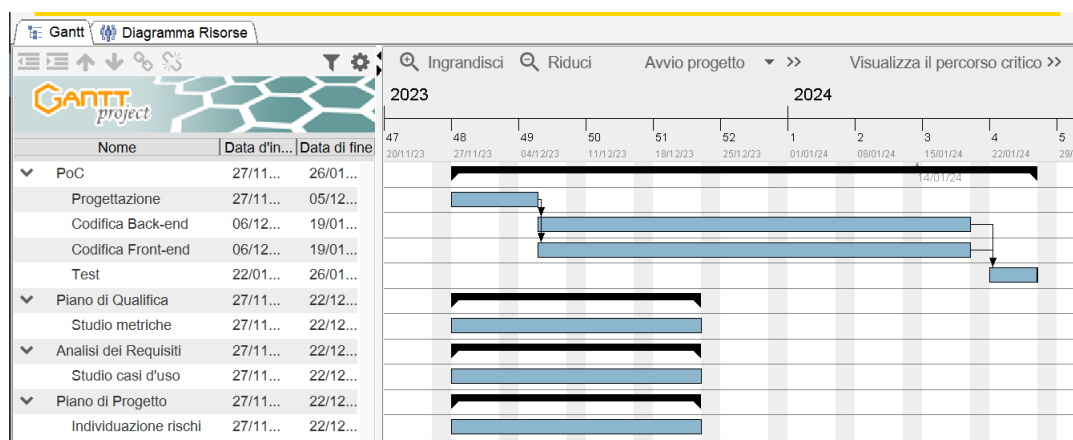 Gantt Diagramma Risorse
Ingrandisci Riduci Avvio progetto >> Visualizza il percorso critico >>
GANTT project
2023 2024
Nome Data d'in... Data di fine
47 48 49 50 51 52 1 2 3 4 5
20/11/23 27/11/23 04/12/23 11/12/23 18/12/23 25/12/23 01/01/24 08/01/24 15/01/24 22/01/24 29/
PoC 27/11... 26/01...
14/01/24
Progettazione 27/11... 05/12...
Codifica Back-end 06/12... 19/01...
Codifica Front-end 06/12... 19/01...
Test 22/01... 26/01...
Piano di Qualifica 27/11... 22/12...
Studio metriche 27/11... 22/12...
Analisi dei Requisiti 27/11... 22/12...
Studio casi d'uso 27/11... 22/12...
Piano di Progetto 27/11... 22/12...
Individuazione rischi 27/11... 22/12...